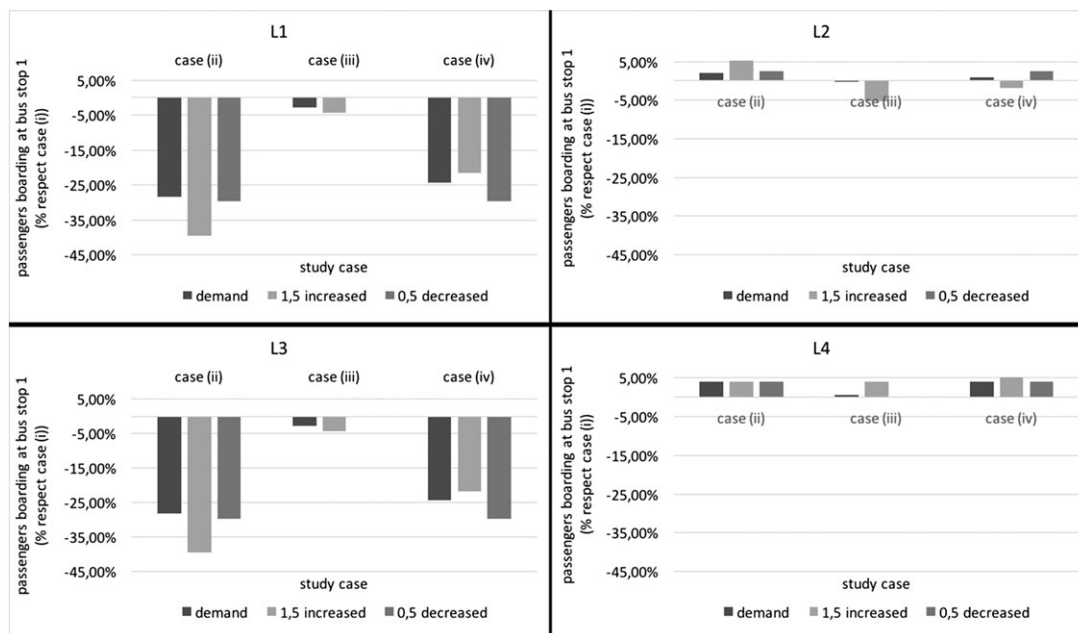 L1
passengers boarding at bus stop 1
(% respect case (i))
case (ii) case (iii) case (iv)
5,00%
-5,00%
-15,00%
-25,00%
-35,00%
-45,00%
study case
demand 1,5 increased 0,5 decreased
L2
passengers boarding at bus stop 1
(% respect case (i))
5,00%
-5,00%
-15,00%
-25,00%
-35,00%
-45,00%
case (ii) case (iii) case (iv)
study case
demand 1,5 increased 0,5 decreased
L3
passengers boarding at bus stop 1
(% respect case (i))
case (ii) case (iii) case (iv)
5,00%
-5,00%
-15,00%
-25,00%
-35,00%
-45,00%
study case
demand 1,5 increased 0,5 decreased
L4
passengers boarding at bus stop 1
(% respect case (i))
5,00%
-5,00%
-15,00%
-25,00%
-35,00%
-45,00%
case (ii) case (iii) case (iv)
study case
demand 1,5 increased 0,5 decreased